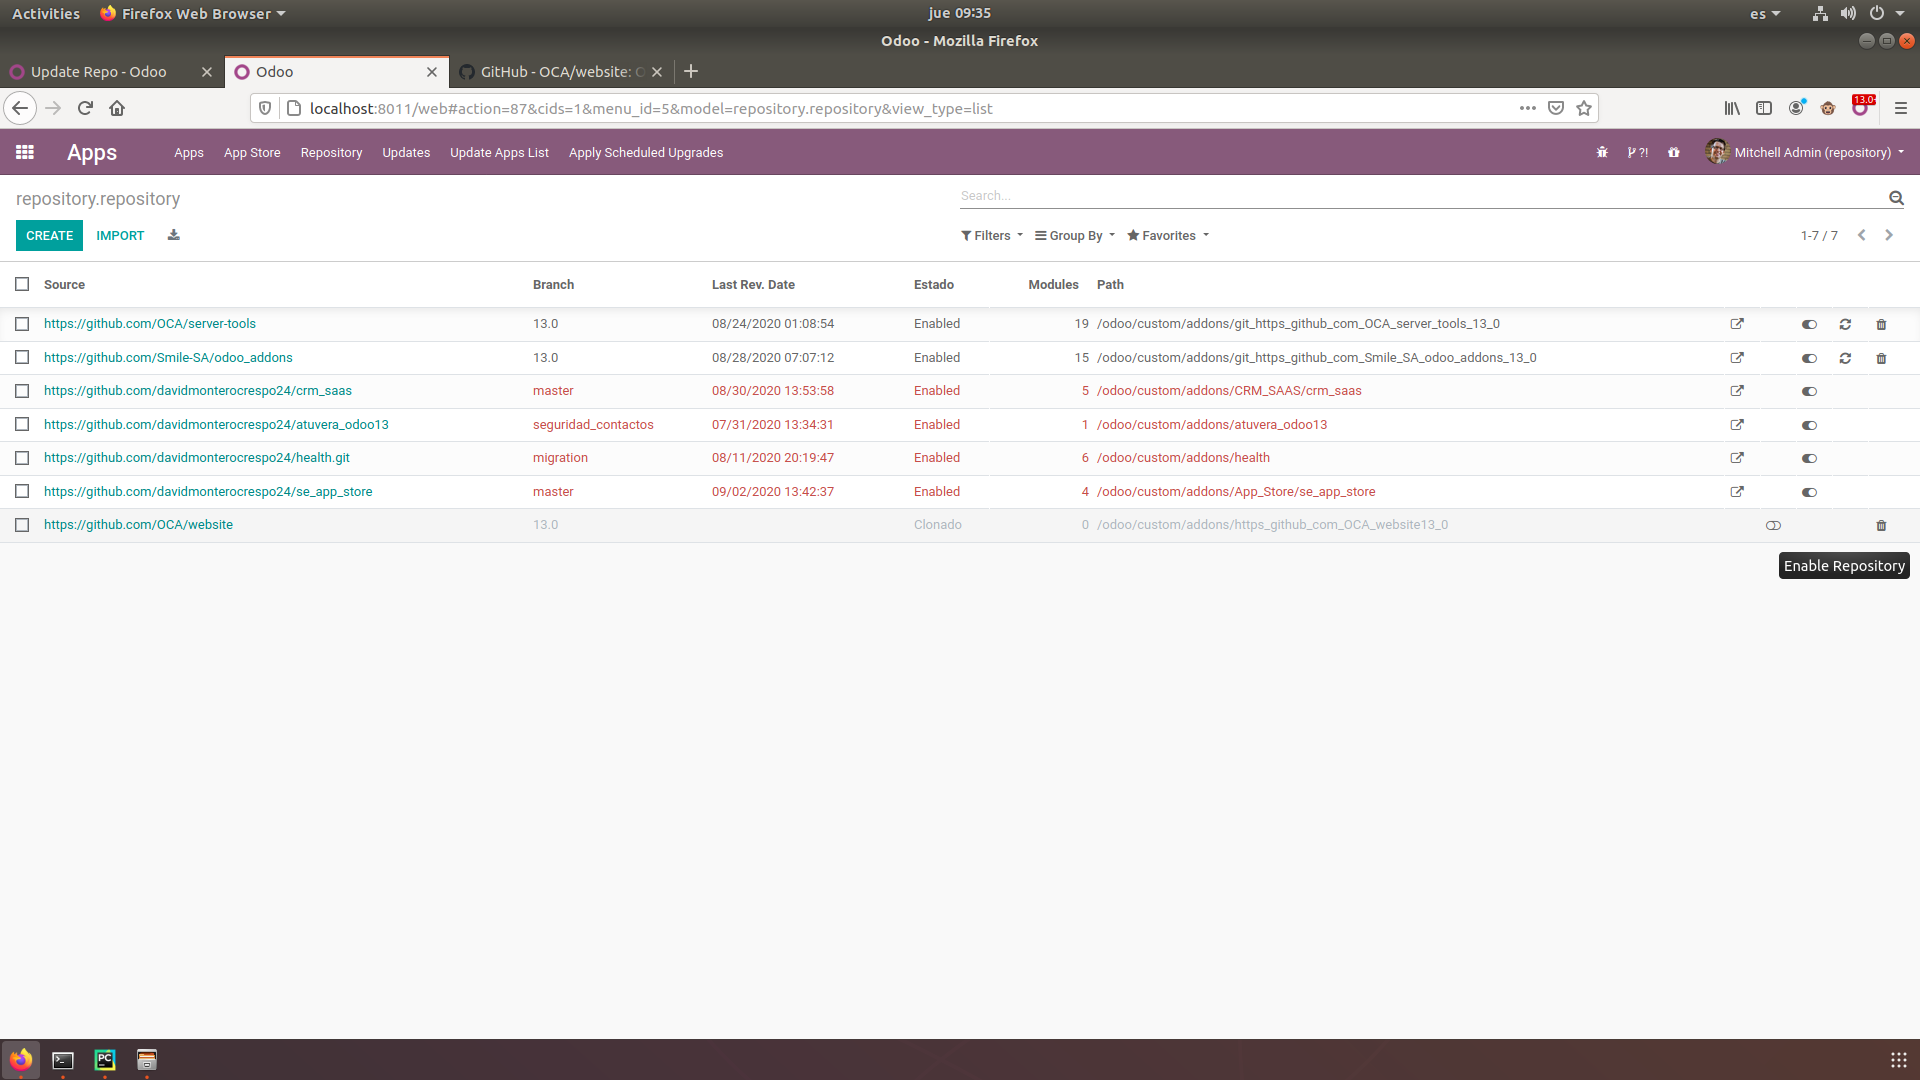 Activities Firefox Web Browser jue 09:35 es
Odoo - Mozilla Firefox
Update Repo - Odoo Odoo GitHub - OCA/website:
localhost:8011/web#action=87&cids=1&menu_id=5&model=repository.repository&view_type=list 13.0
Apps Apps App Store Repository Updates Update Apps List Apply Scheduled Upgrades ?! Mitchell Admin (repository)
repository.repository Search...
CREATE IMPORT Filters Group By Favorites 1-7 / 7
Source Branch Last Rev. Date Estado Modules Path
https://github.com/OCA/server-tools 13.0 08/24/2020 01:08:54 Enabled 19 /odoo/custom/addons/git_https_github_com_OCA_server_tools_13_0
https://github.com/Smile-SA/odoo_addons 13.0 08/28/2020 07:07:12 Enabled 15 /odoo/custom/addons/git_https_github_com_Smile_SA_odoo_addons_13_0
https://github.com/davidmonterocrespo24/crm_saas master 08/30/2020 13:53:58 Enabled 5 /odoo/custom/addons/CRM_SAAS/crm_saas
https://github.com/davidmonterocrespo24/atuvera_odoo13 seguridad_contactos 07/31/2020 13:34:31 Enabled 1 /odoo/custom/addons/atuvera_odoo13
https://github.com/davidmonterocrespo24/health.git migration 08/11/2020 20:19:47 Enabled 6 /odoo/custom/addons/health
https://github.com/davidmonterocrespo24/se_app_store master 09/02/2020 13:42:37 Enabled 4 /odoo/custom/addons/App_Store/se_app_store
https://github.com/OCA/website 13.0 Clonado 0 /odoo/custom/addons/https_github_com_OCA_website13_0
Enable Repository
PC